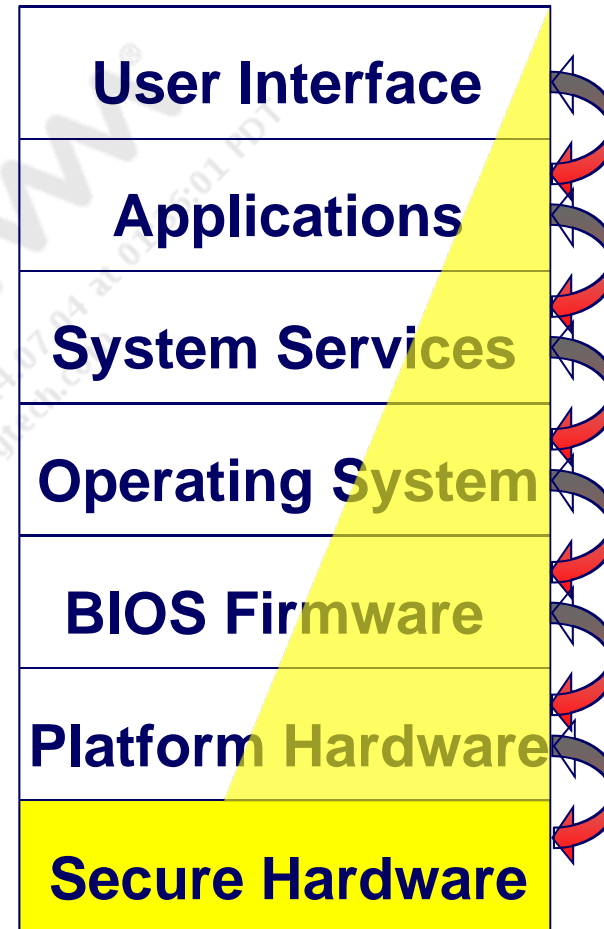 User Interface
Applications
System Services
Operating System
BIOS Firmware
Platform Hardware
Secure Hardware